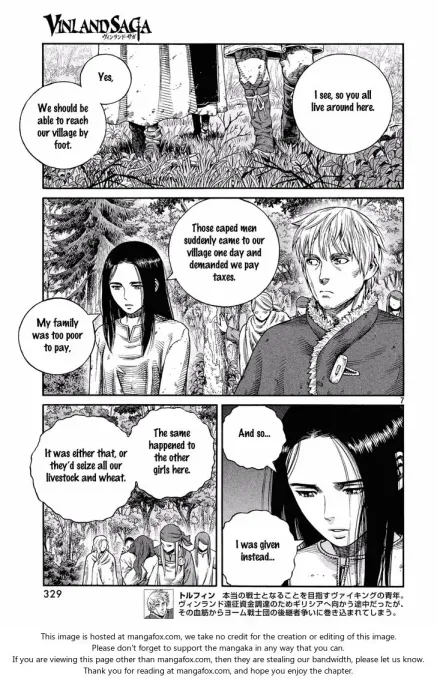 VINLAND SAGA
ヴィンランド・サガ
I see, so you all
live around here.
Yes,
We should be
able to reach
our village by
foot.
Those caped men
suddenly came to our
village one day and
demanded we pay
taxes.
My family
was too poor
to pay.
7
The same
happened to
the other
girls here.
It was either that, or
they'd seize all our
livestock and wheat.
And so...
I was given
instead...
329
トルフィン 本当の戦士となることを目指すヴァイキングの青年。
ヴィンランド遠征資金調達のためギリシアへ向かう途中だったが、
その血筋からヨーム戦士団の後継者争いに巻き込まれてしまう。
This image is hosted at mangafox.com, we take no credit for the creation or editing of this image.
Please don't forget to support the mangaka in any way that you can.
If you are viewing this page other than mangafox.com, then they are stealing our bandwidth, please let us know.
Thank you for reading at mangafox.com, and hope you enjoy the chapter.